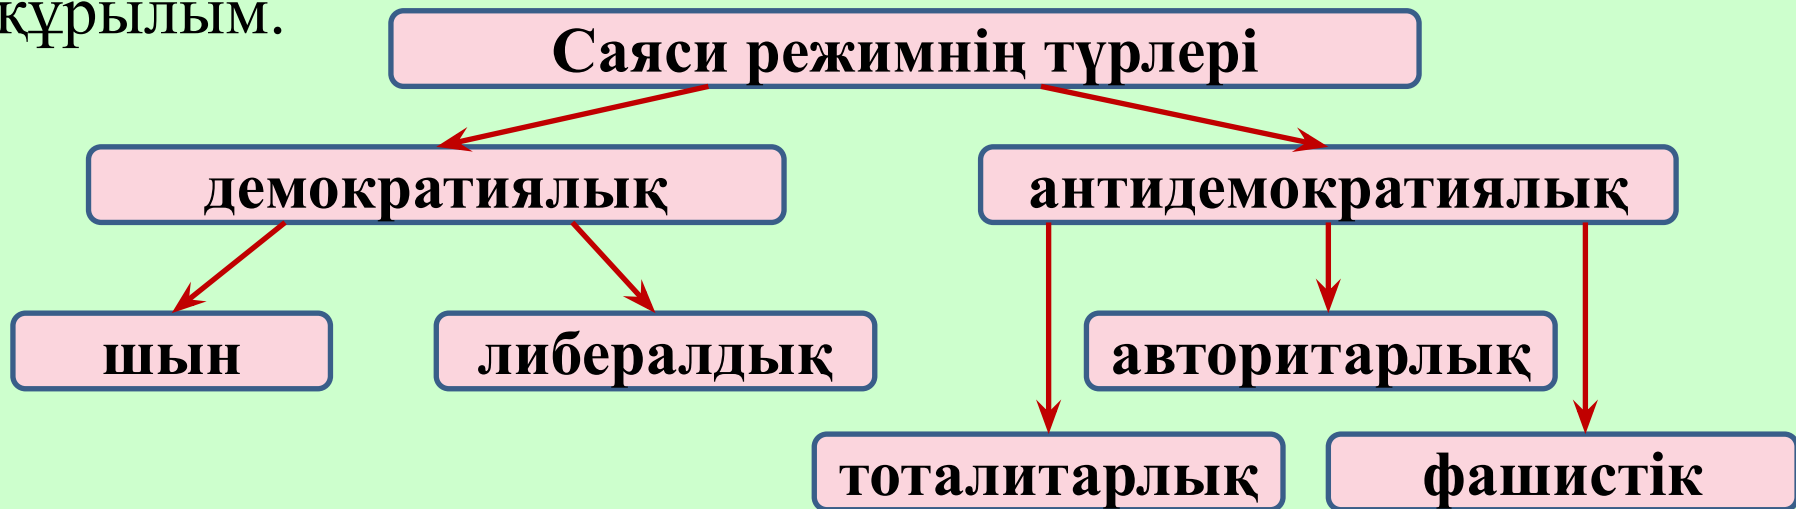 құрылым.
Саяси режимнің түрлері
демократиялық
антидемократиялық
шын
либералдық
авторитарлық
тоталитарлық
фашистік